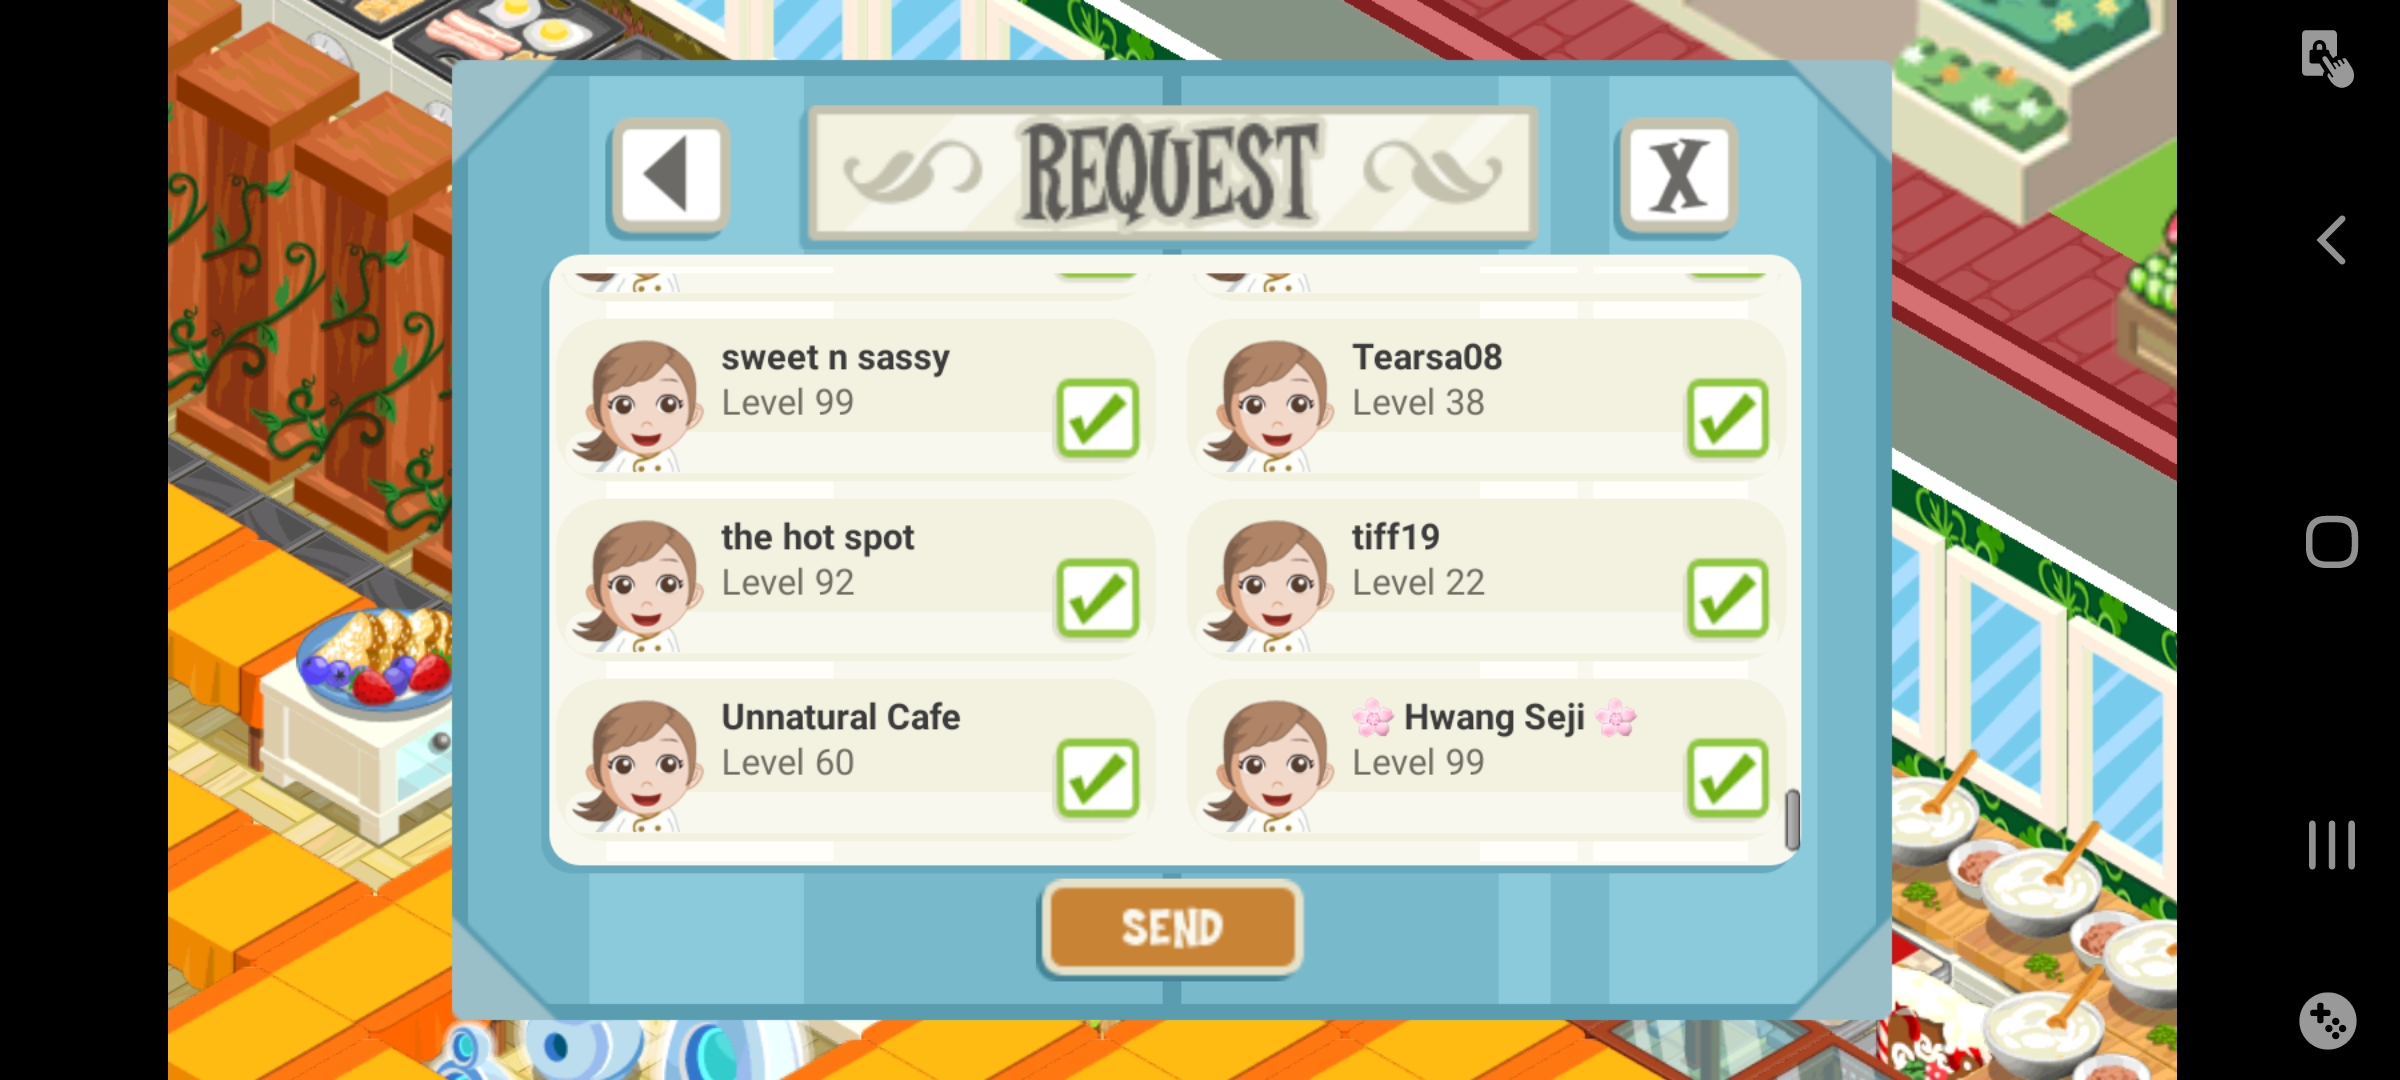 REQUEST
X
sweet n sassy
Level 99
Tearsa08
Level 38
the hot spot
Level 92
tiff19
Level 22
Unnatural Cafe
Level 60
🌸 Hwang Seji 🌸
Level 99
SEND